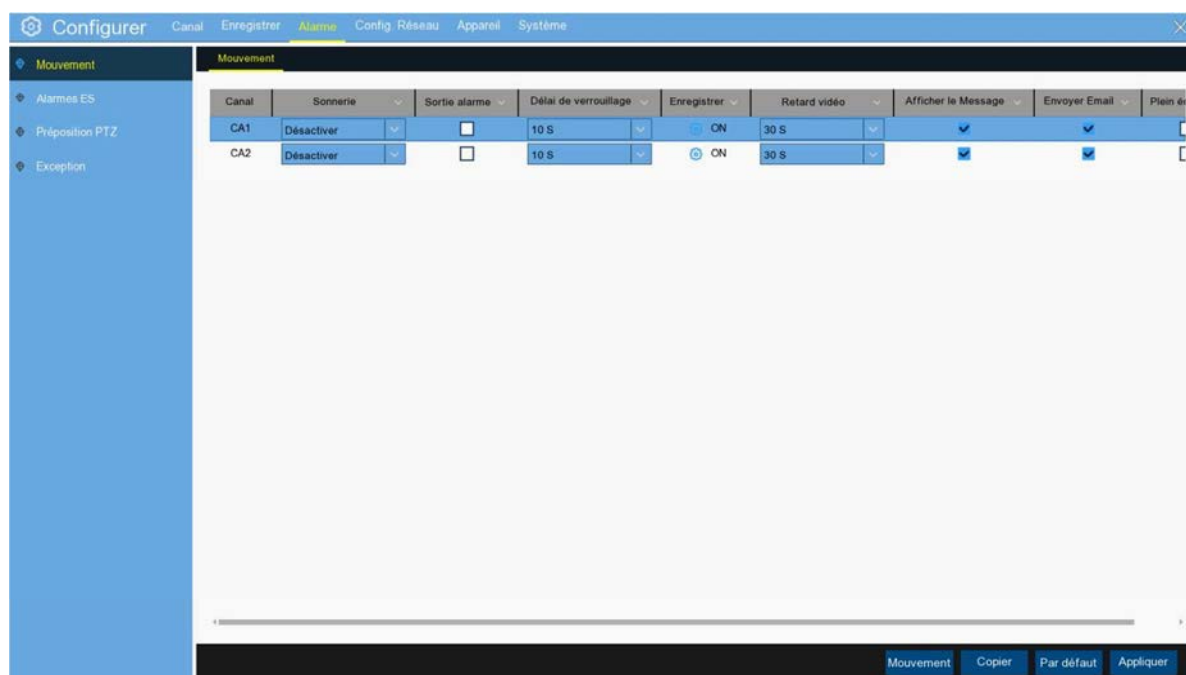 Configurer Canal Enregistrer Alarme Config. Réseau Appareil Système
Mouvement
Alarmes ES
Préposition PTZ
Exception
Mouvement
Canal Sonnerie Sortie alarme Délai de verrouillage Enregistrer Retard vidéo Afficher le Message Envoyer Email Plein
CA1 Désactiver 10 S ON 30 S
CA2 Désactiver 10 S ON 30 S
Mouvement Copier Par défaut Appliquer